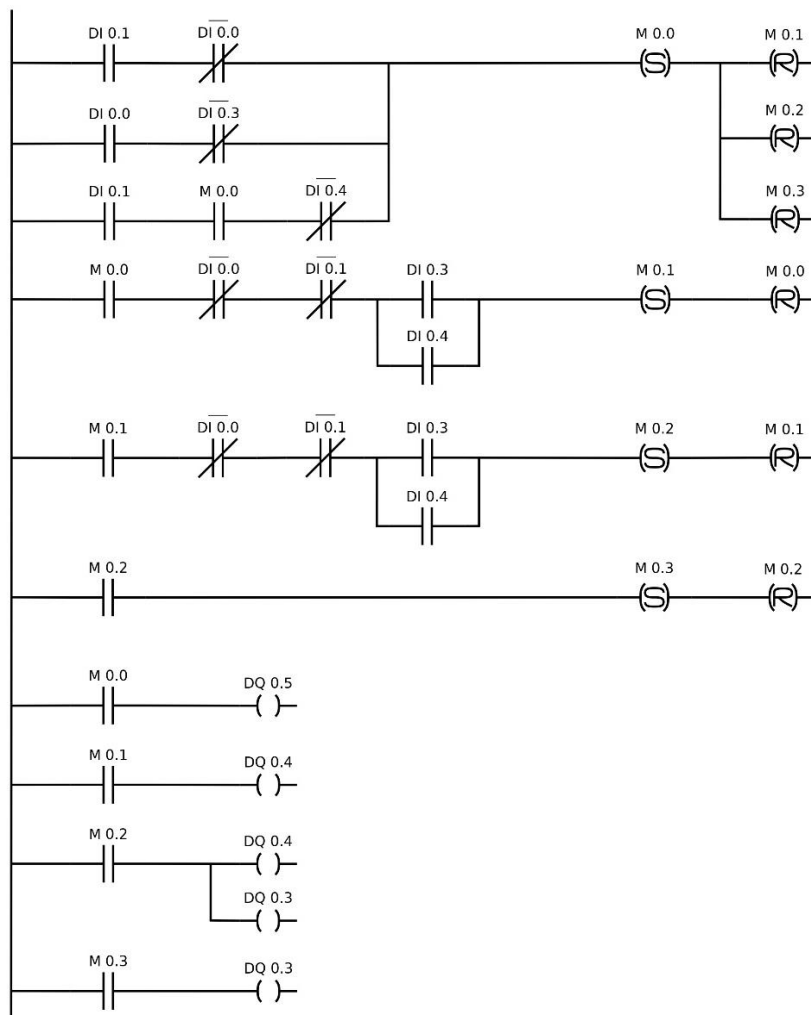 DI 0.1 DI 0.0 M 0.0 M 0.1
S R
DI 0.0 DI 0.3 M 0.2
R
DI 0.1 M 0.0 DI 0.4 M 0.3
R
M 0.0 DI 0.0 DI 0.1 DI 0.3 M 0.1 M 0.0
S R
DI 0.4
M 0.1 DI 0.0 DI 0.1 DI 0.3 M 0.2 M 0.1
S R
DI 0.4
M 0.2 M 0.3 M 0.2
S R
M 0.0 DQ 0.5
M 0.1 DQ 0.4
M 0.2 DQ 0.4
DQ 0.3
M 0.3 DQ 0.3